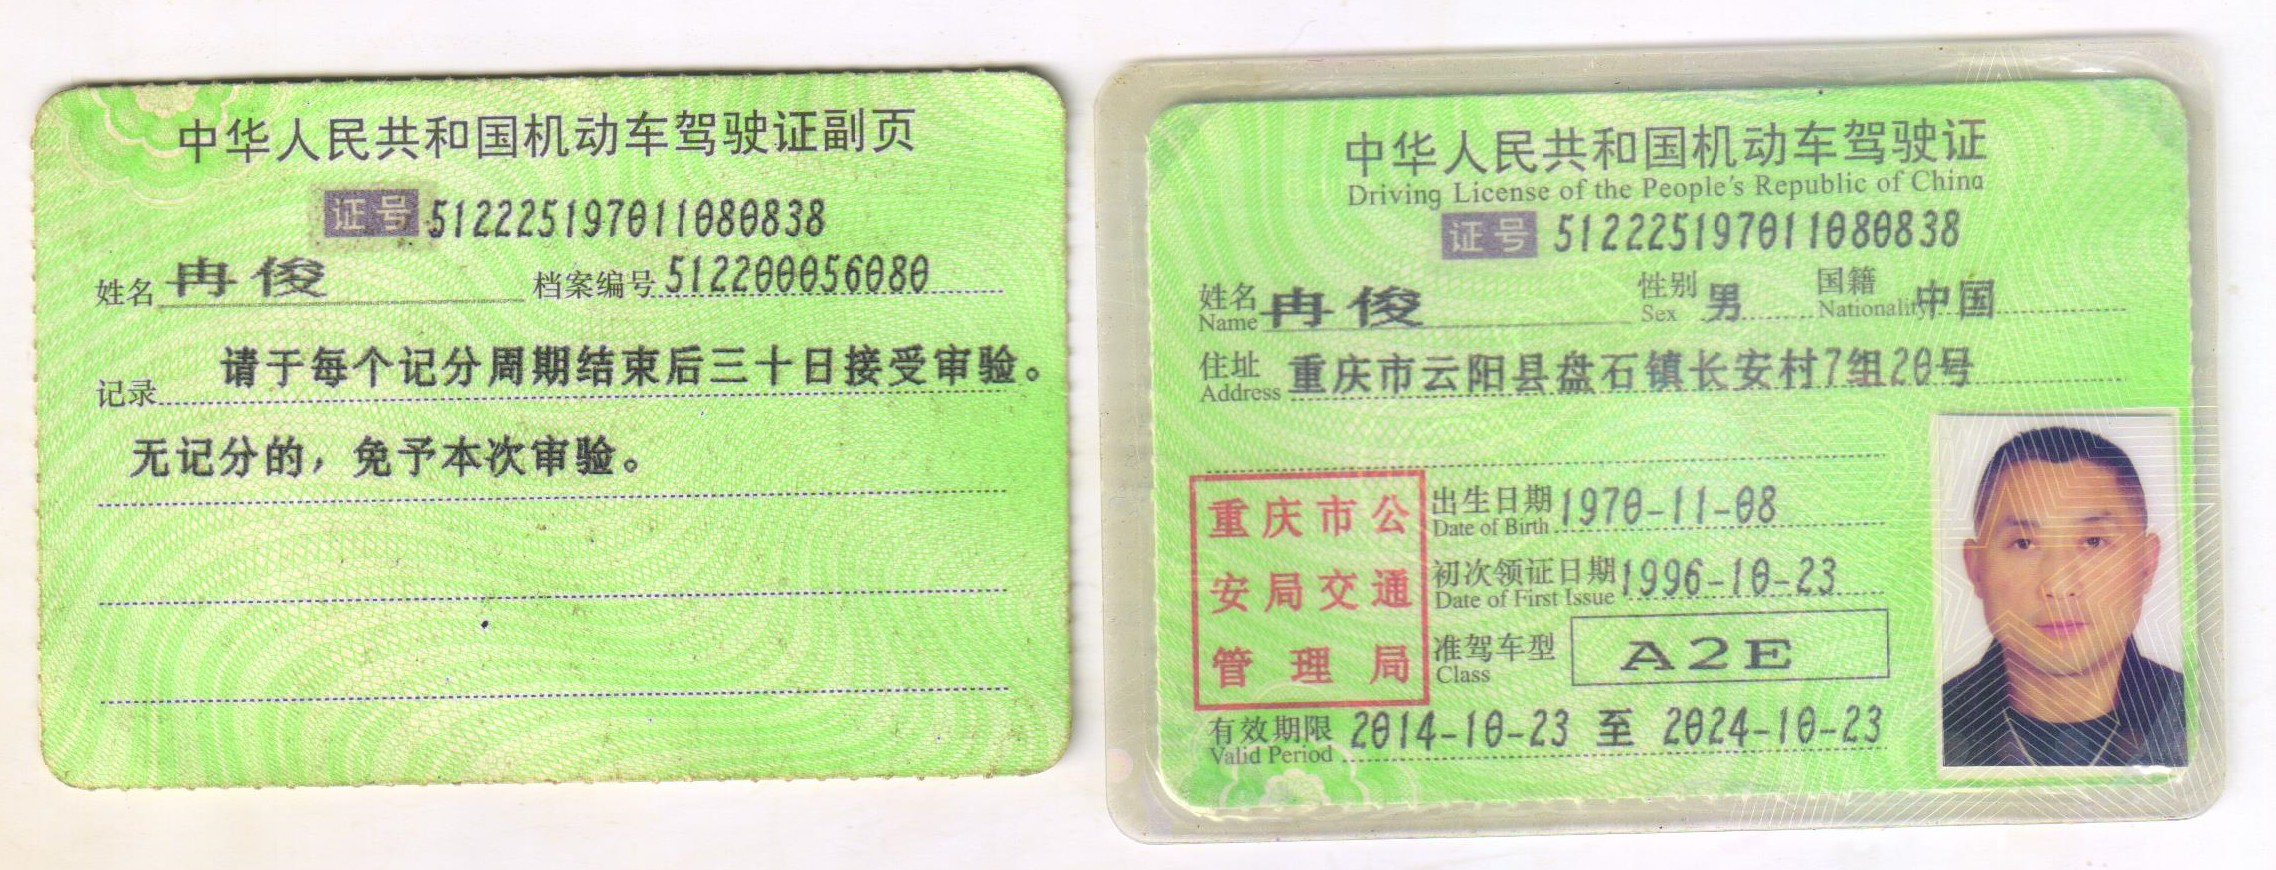 中华人民共和国机动车驾驶证副页
证号 512225197011080838
姓名 冉俊 档案编号 512200056080
记录 请于每个记分周期结束后三十日接受审验。
无记分的，免予本次审验。
中华人民共和国机动车驾驶证
Driving License of the People's Republic of China
证号 512225197011080838
姓名 冉俊 性别 男 国籍 中国
Name Sex Nationality
住址 重庆市云阳县盘石镇长安村7组20号
Address
重庆市公
安局交通
管理局
出生日期 1970-11-08
Date of Birth
初次领证日期 1996-10-23
Date of First Issue
准驾车型 A2E
Class
有效期限 2014-10-23 至 2024-10-23
Valid Period